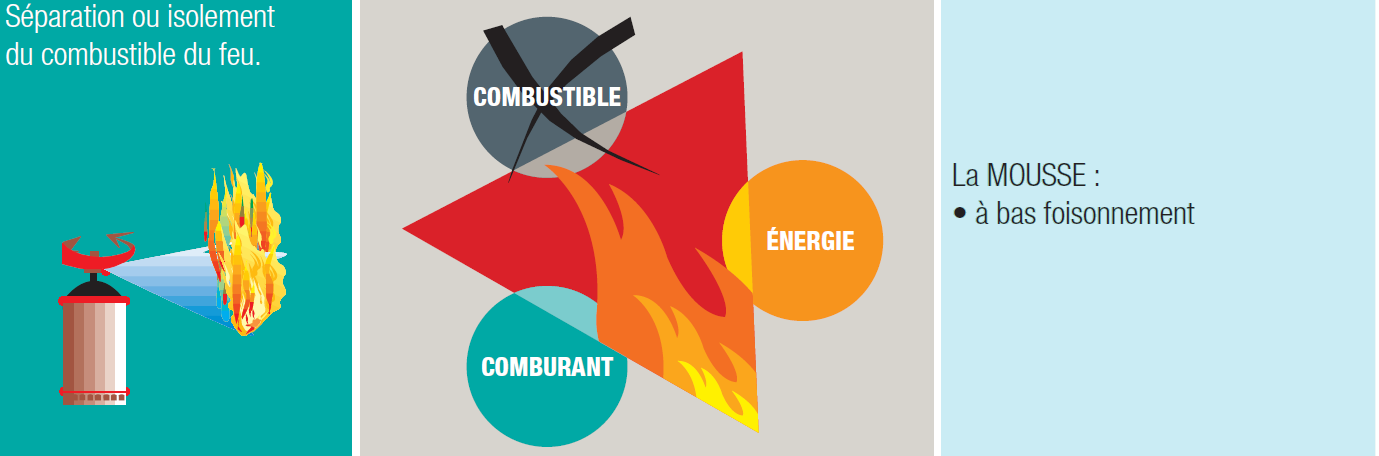 Séparation ou isolement
du combustible du feu.
COMBUSTIBLE
ÉNERGIE
COMBURANT
La MOUSSE :
• à bas foisonnement